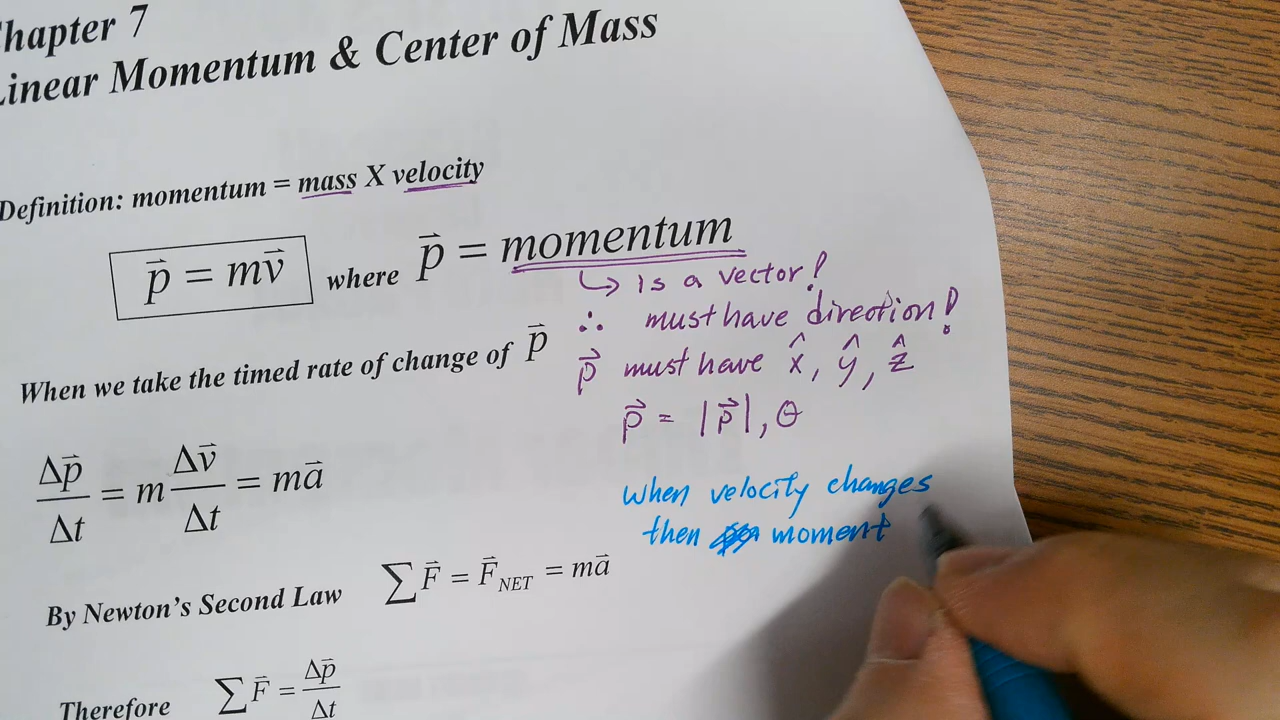 hapter 7
Linear Momentum & Center of Mass
Definition: momentum = mass X velocity
p⃗ = mv⃗ where p⃗ = momentum
↳ is a vector!
∴ must have direction!
When we take the timed rate of change of p⃗
p⃗ must have x̂, ŷ, ẑ
p⃗ = |p⃗|, θ
Δp⃗/Δt = m Δv⃗/Δt = ma⃗
when velocity changes
then moment
By Newton's Second Law ∑F⃗ = F⃗NET = ma⃗
Therefore ∑F⃗ = Δp⃗/Δt